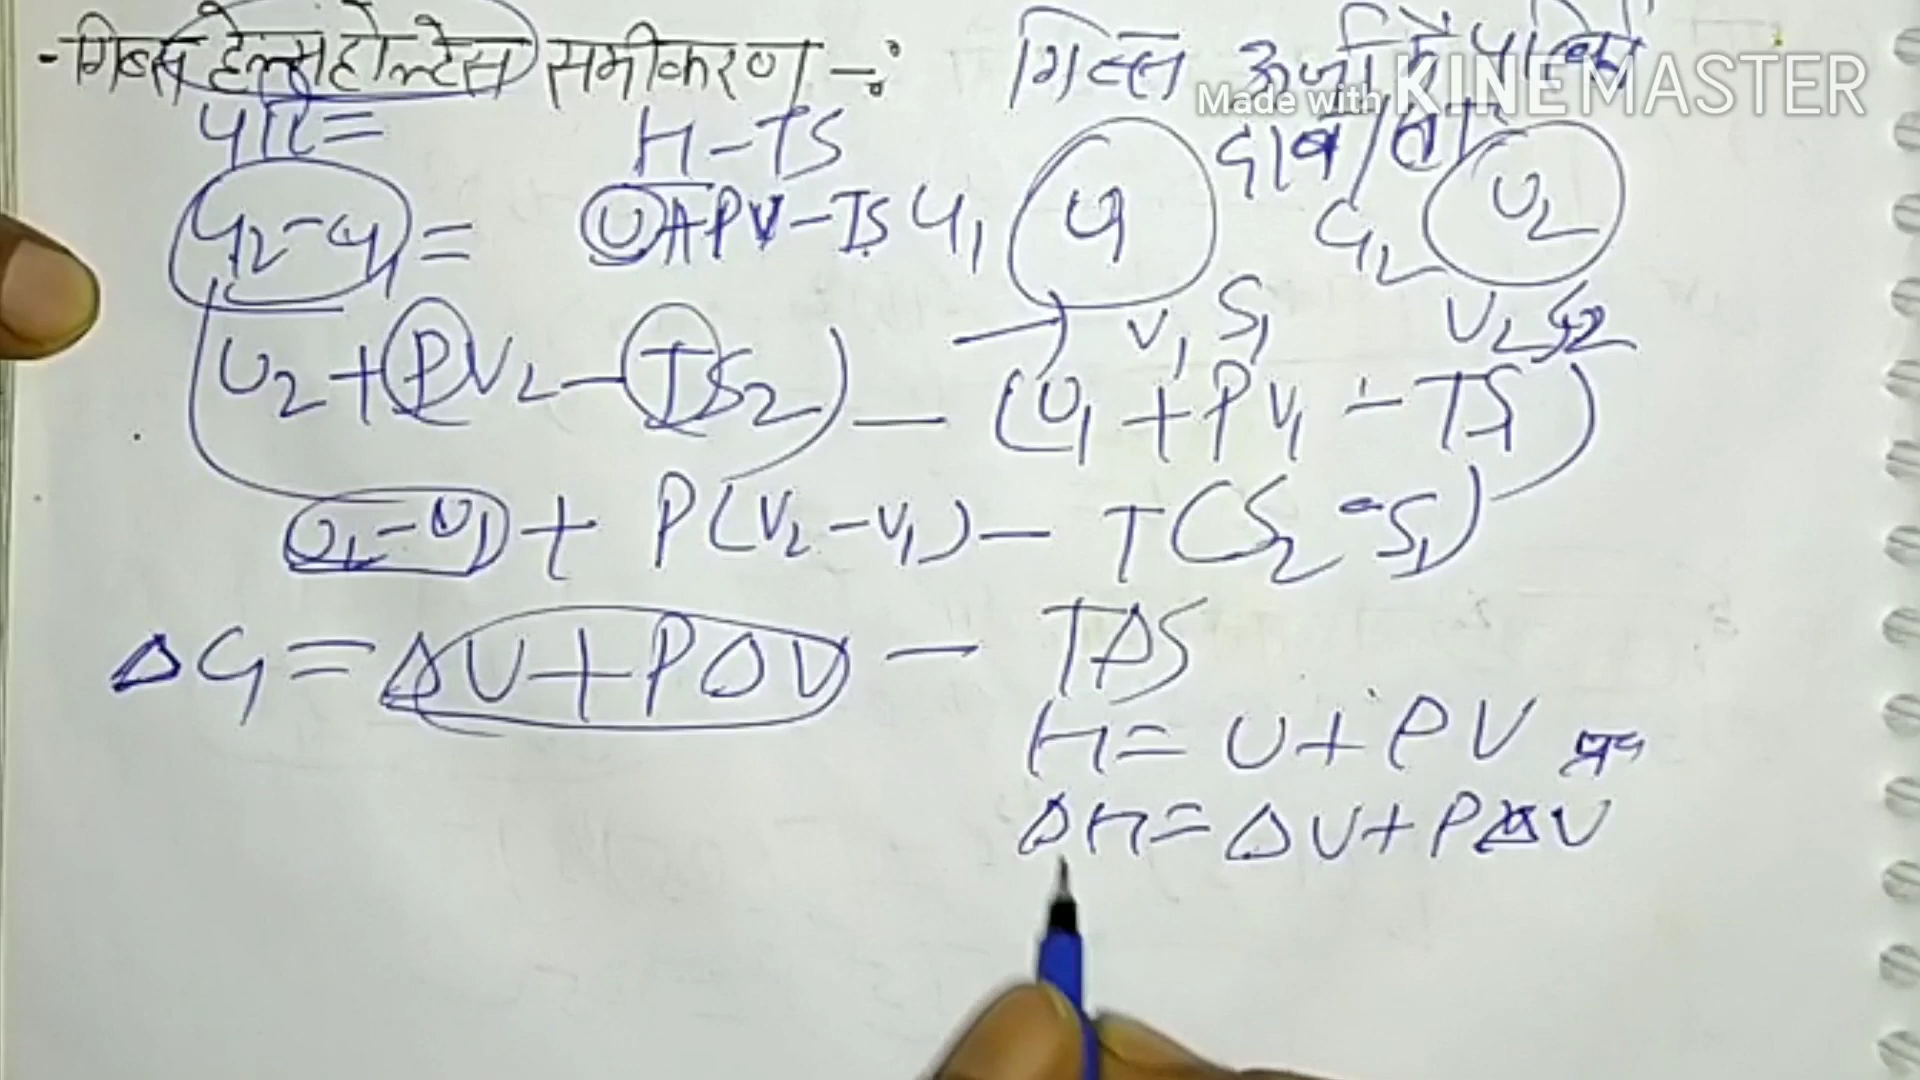 - गिब्स हेल्महोल्टेस समीकरण -:
गिब्स ऊर्जा में
Made with KINEMASTER
दाब/ता
H-TS
G2-G1 = U+PV-TS G1 U1 G2 U2
V1 S1 V2 S2
U2+PV2-TS2) - (U1+PV1-TS1)
U2-U1 + P(V2-V1) - T(S2-S1)
ΔG = ΔU+PΔV - TΔS
H = U+PV
ΔH = ΔU+PΔV